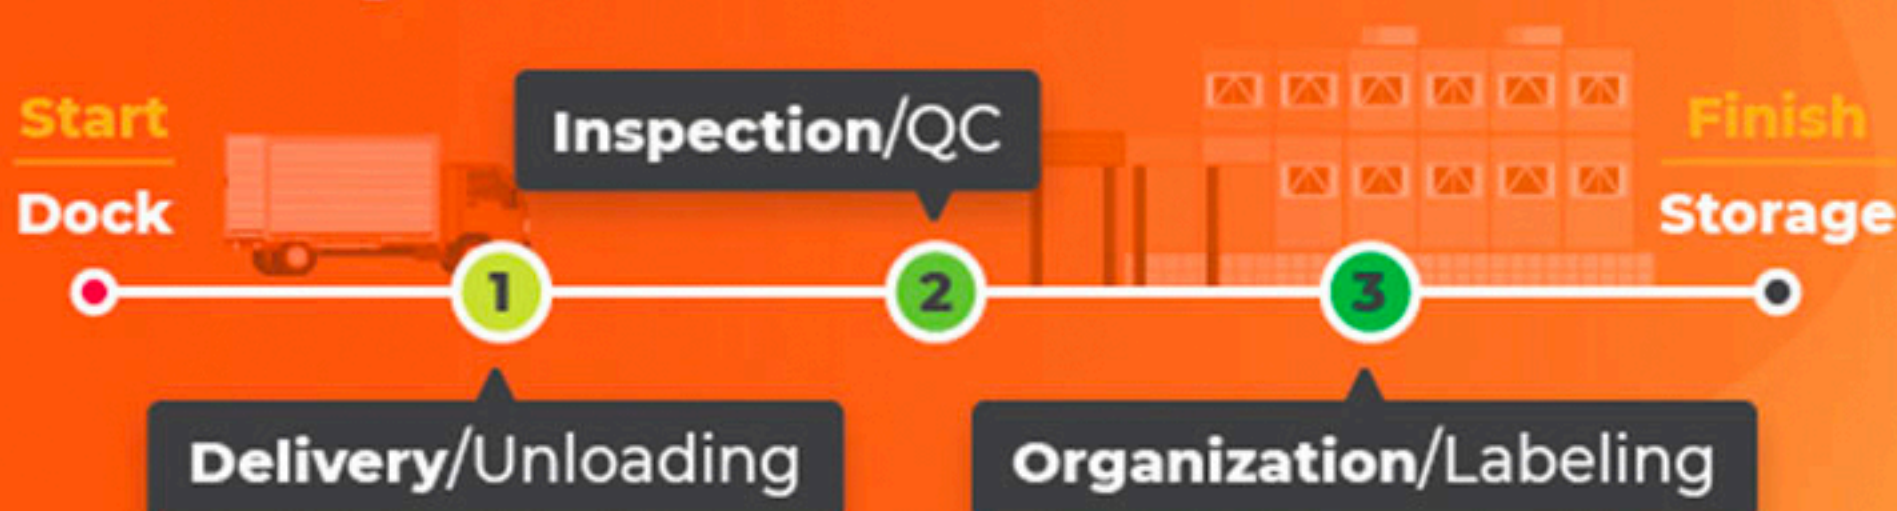 Start
Dock
1
Delivery/Unloading
Inspection/QC
2
3
Organization/Labeling
Finish
Storage